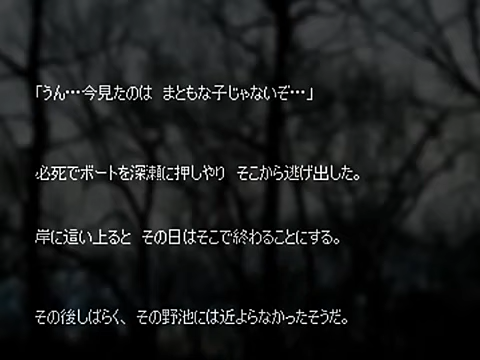 「うん…今見たのは　まともな子じゃないぞ…」
必死でボートを深瀬に押しやり　そこから逃げ出した。
岸に這い上ると　その日はそこで終わることにする。
その後しばらく、その野池には近よらなかったそうだ。